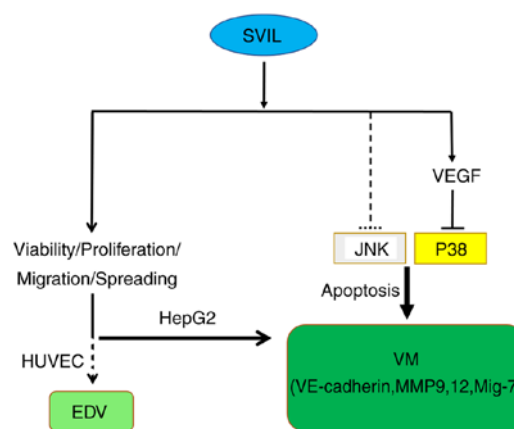 SVIL
VEGF
Viability/Proliferation/
Migration/Spreading
JNK
P38
Apoptosis
HepG2
HUVEC
EDV
VM
(VE-cadherin,MMP9,12,Mig-7